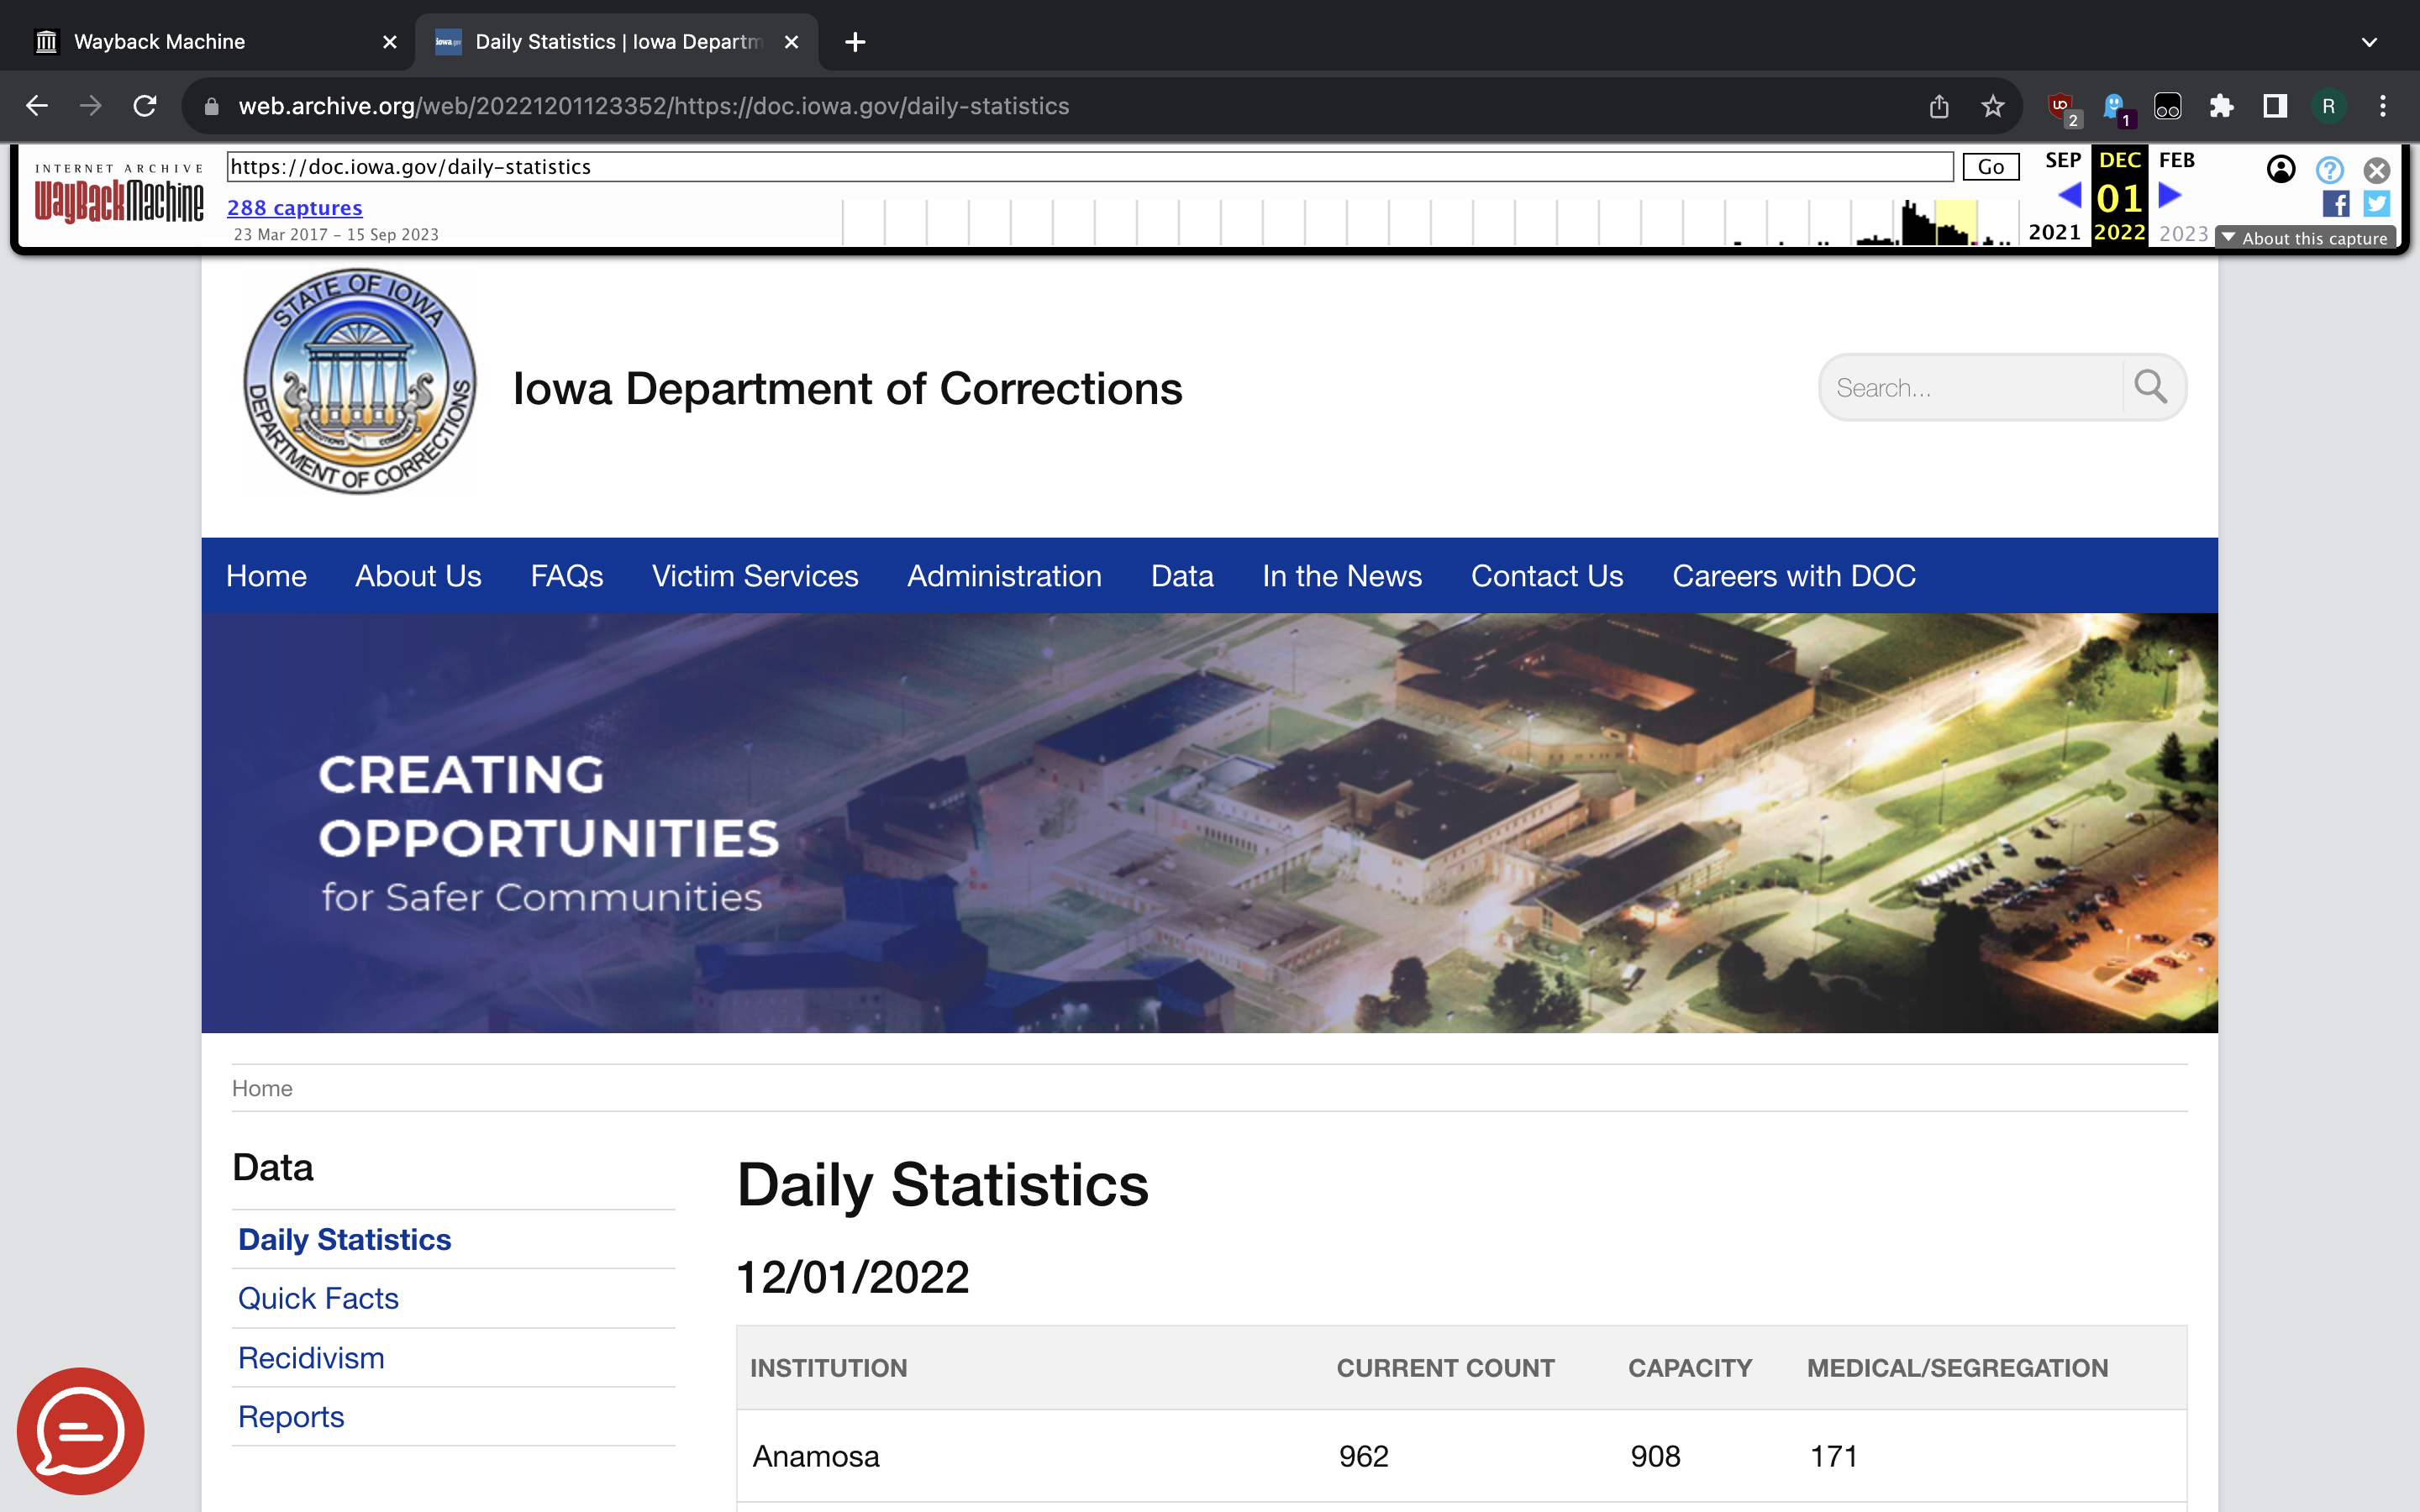 Wayback Machine
Daily Statistics | Iowa Departm
web.archive.org/web/20221201123352/https://doc.iowa.gov/daily-statistics
2
1
R
INTERNET ARCHIVE
WayBackMachine
https://doc.iowa.gov/daily-statistics
Go
288 captures
23 Mar 2017 – 15 Sep 2023
SEP DEC FEB
01
2021 2022 2023
About this capture
STATE OF IOWA
DEPARTMENT OF CORRECTIONS
Iowa Department of Corrections
Search...
Home About Us FAQs Victim Services Administration Data In the News Contact Us Careers with DOC
CREATING
OPPORTUNITIES
for Safer Communities
Home
Data
Daily Statistics
Quick Facts
Recidivism
Reports
Daily Statistics
12/01/2022
INSTITUTION CURRENT COUNT CAPACITY MEDICAL/SEGREGATION
Anamosa 962 908 171